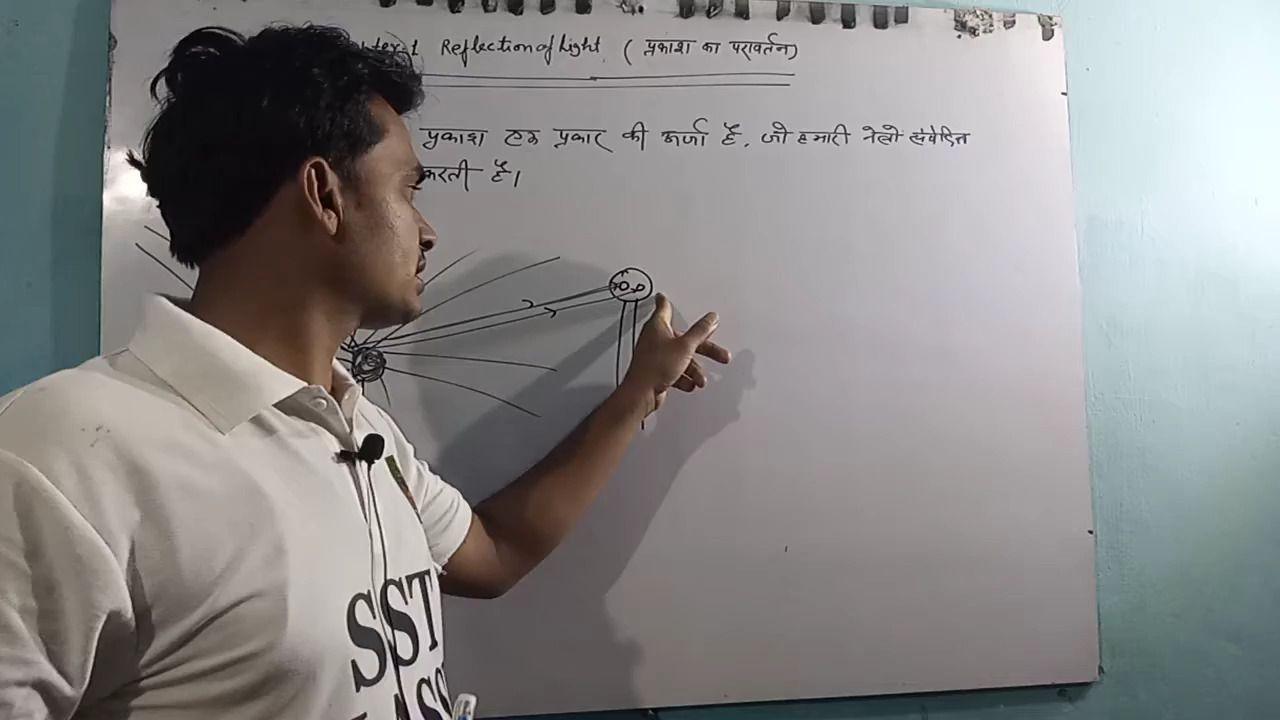 Reflection of Light. ( प्रकाश का परावर्तन)
प्रकाश एक प्रकार की ऊर्जा है, जो हमारी नेत्रो संवेदित
करती है।
SST